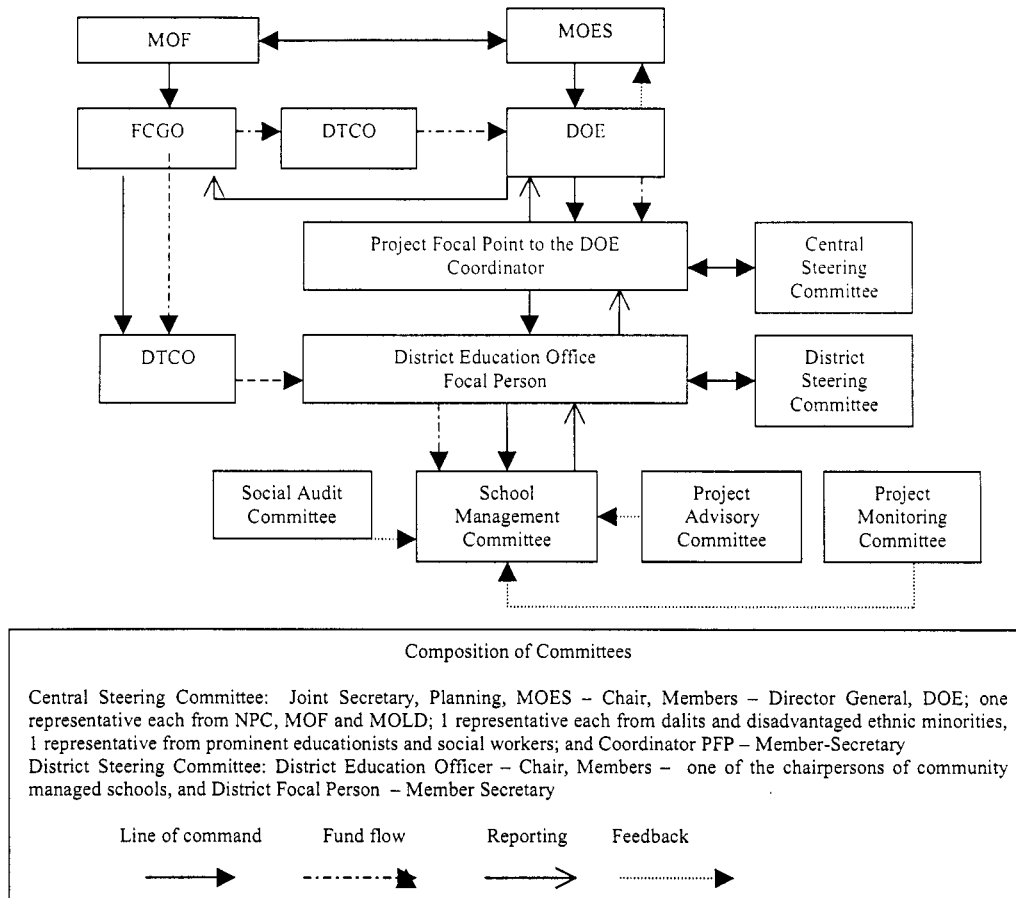 MOF
MOES
FCGO
DTCO
DOE
Project Focal Point to the DOE
Coordinator
Central
Steering
Committee
DTCO
District Education Office
Focal Person
District
Steering
Committee
Social Audit
Committee
School
Management
Committee
Project
Advisory
Committee
Project
Monitoring
Committee
Composition of Committees
Central Steering Committee: Joint Secretary, Planning, MOES – Chair, Members – Director General, DOE; one
representative each from NPC, MOF and MOLD; 1 representative each from dalits and disadvantaged ethnic minorities,
1 representative from prominent educationists and social workers; and Coordinator PFP – Member-Secretary
District Steering Committee: District Education Officer – Chair, Members – one of the chairpersons of community
managed schools, and District Focal Person – Member Secretary
Line of command Fund flow Reporting Feedback